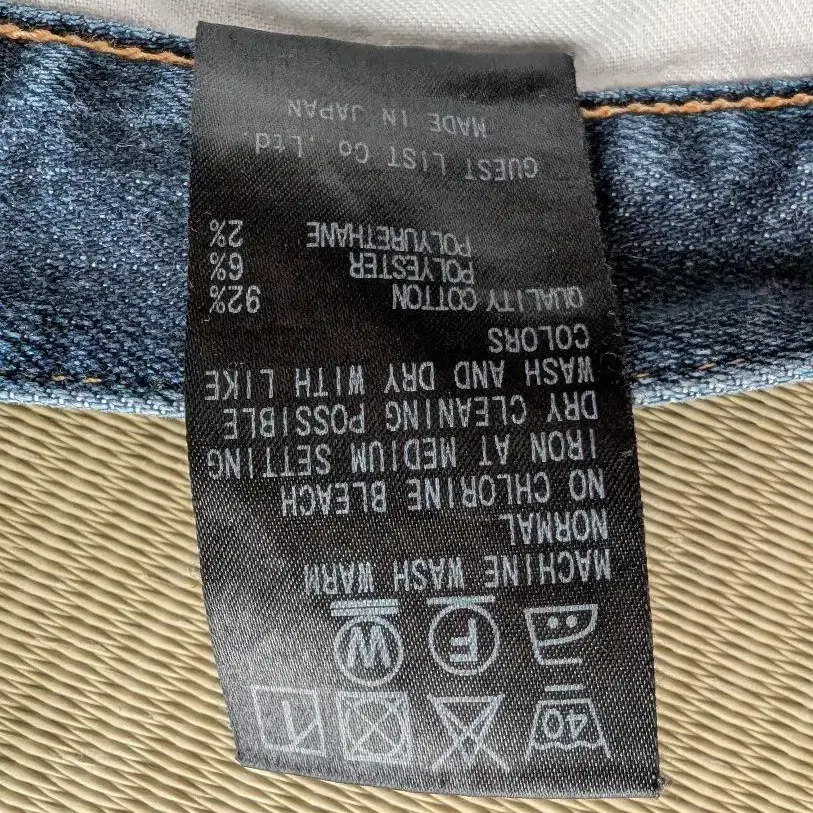 40
F
W
MACHINE WASH WARM
NORMAL
NO CHLORINE BLEACH
IRON AT MEDIUM SETTING
DRY CLEANING POSSIBLE
WASH AND DRY WITH LIKE
COLORS
QUALITY COTTON 92%
POLYESTER 6%
POLYURETHANE 2%
GUEST LIST Co.,Ltd.
MADE IN JAPAN